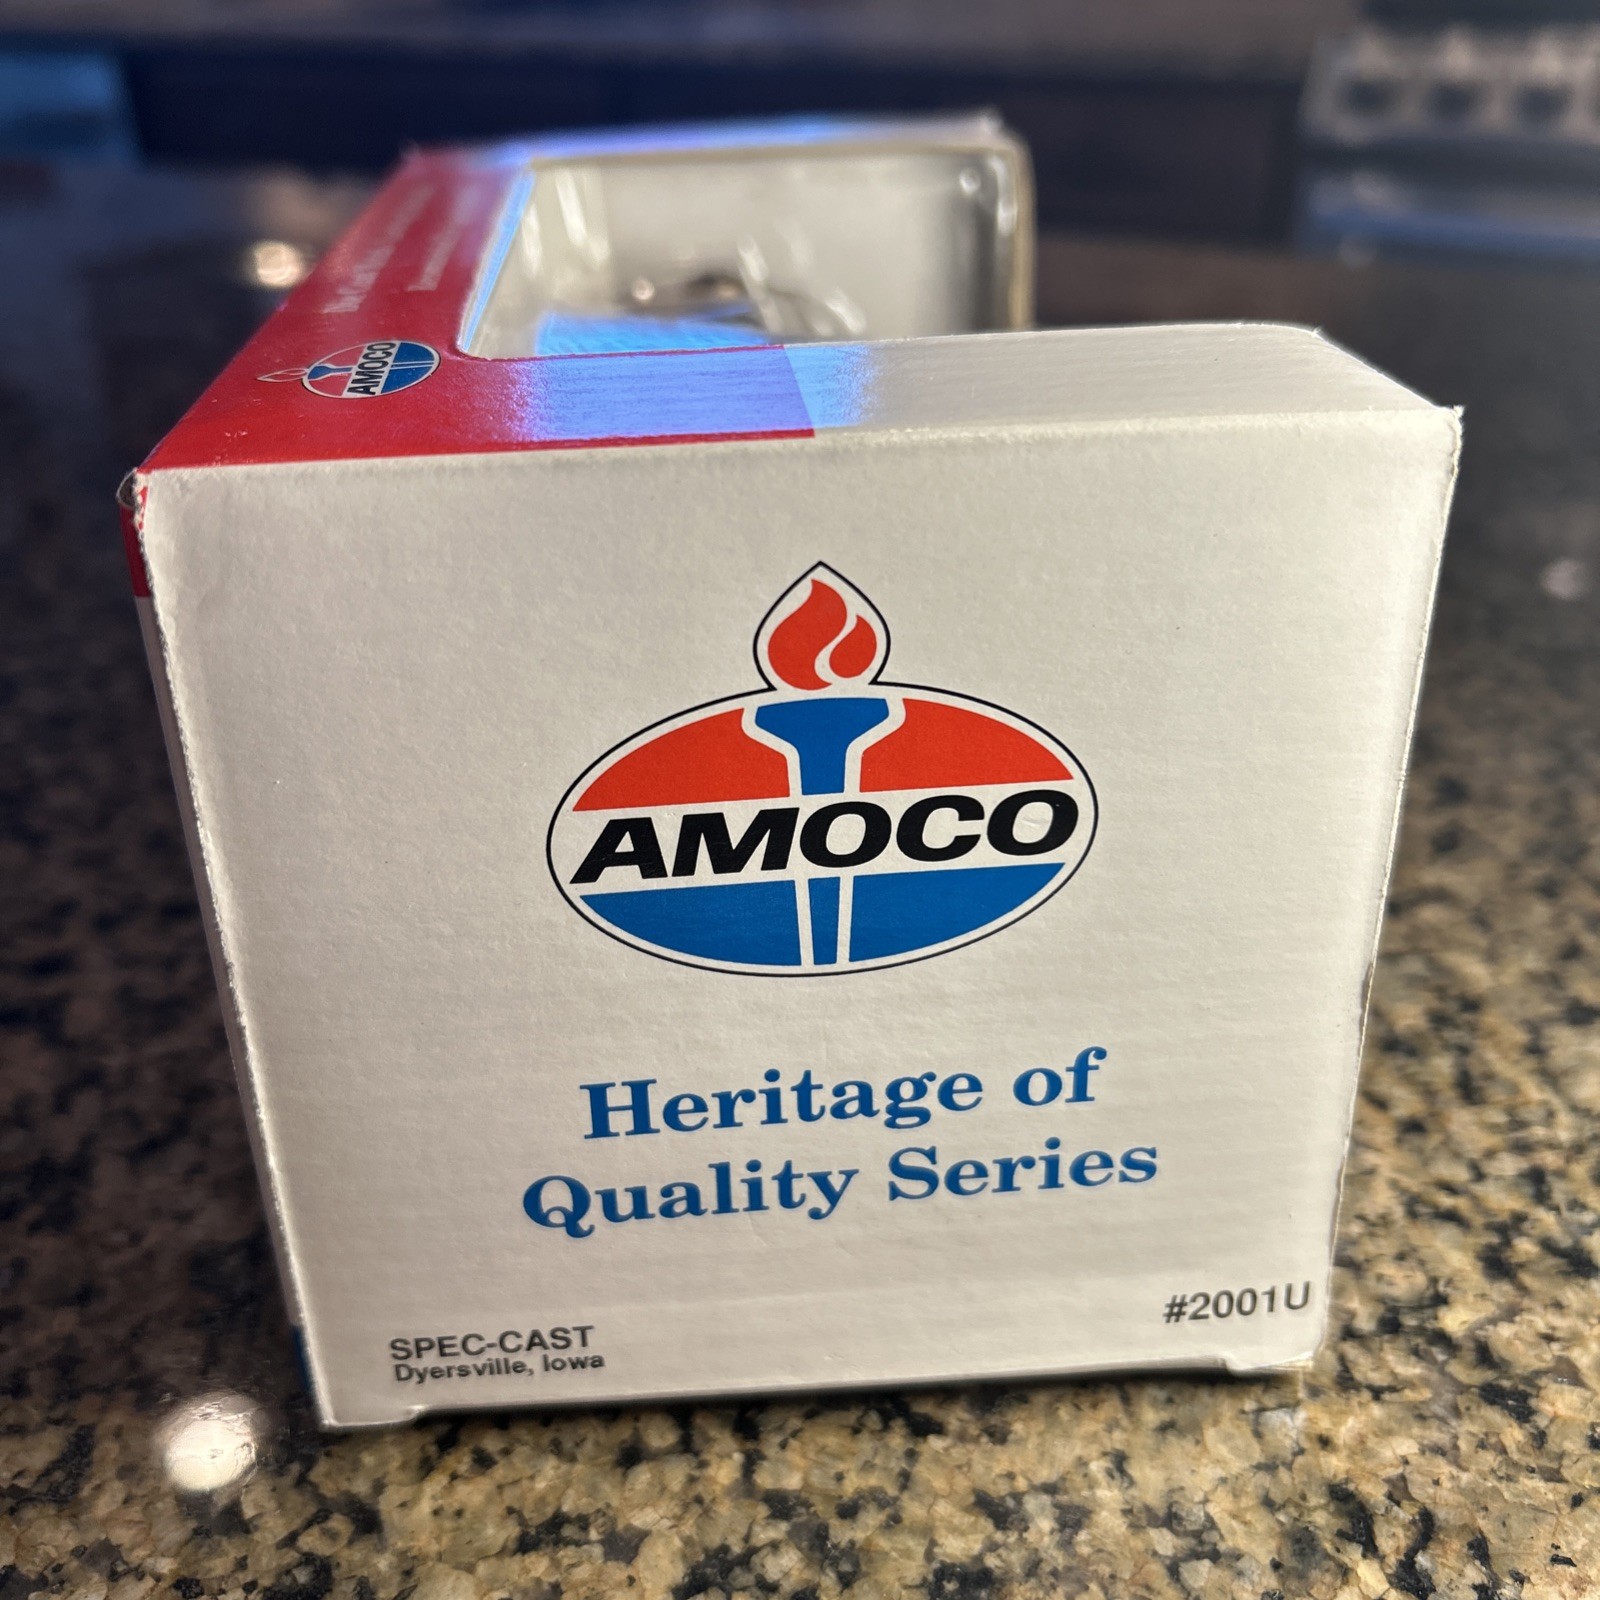 AMOCO
AMOCO
Heritage of
Quality Series
#2001U
SPEC-CAST
Dyersville, Iowa